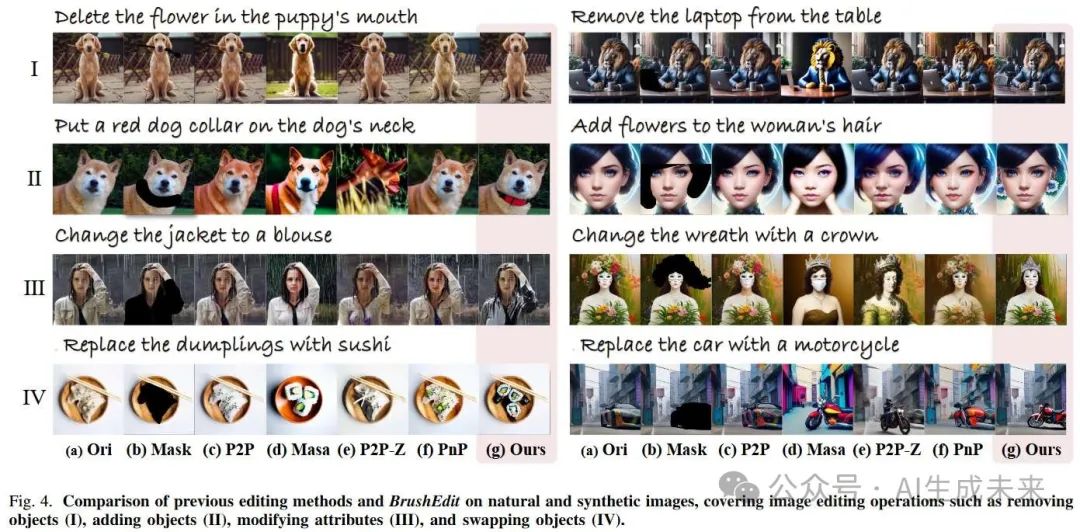 Delete the flower in the puppy's mouth
Remove the laptop from the table
I
Put a red dog collar on the dog's neck
Add flowers to the woman's hair
II
Change the jacket to a blouse
Change the wreath with a crown
III
Replace the dumplings with sushi
Replace the car with a motorcycle
IV
(a) Ori (b) Mask (c) P2P (d) Masa (e) P2P-Z (f) PnP (g) Ours
(a) Ori (b) Mask (c) P2P (d) Masa (e) P2P-Z (f) PnP (g) Ours
公众号 · AI生成未来
Fig. 4. Comparison of previous editing methods and BrushEdit on natural and synthetic images, covering image editing operations such as removing
objects (I), adding objects (II), modifying attributes (III), and swapping objects (IV).